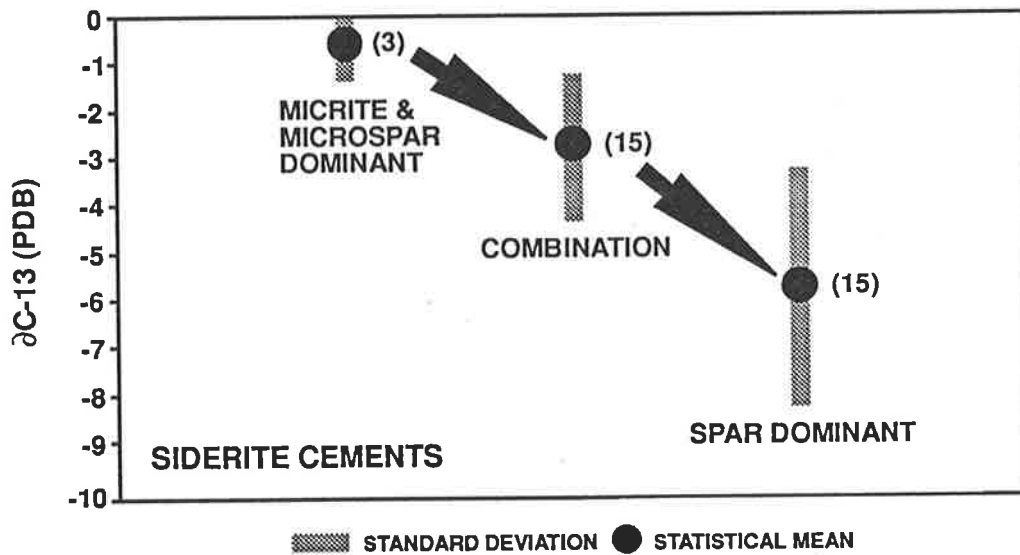 ∂C-13 (PDB)
0
-1
-2
-3
-4
-5
-6
-7
-8
-9
-10
(3)
MICRITE &
MICROSPAR
DOMINANT
(15)
COMBINATION
(15)
SPAR DOMINANT
SIDERITE CEMENTS
STANDARD DEVIATION
STATISTICAL MEAN